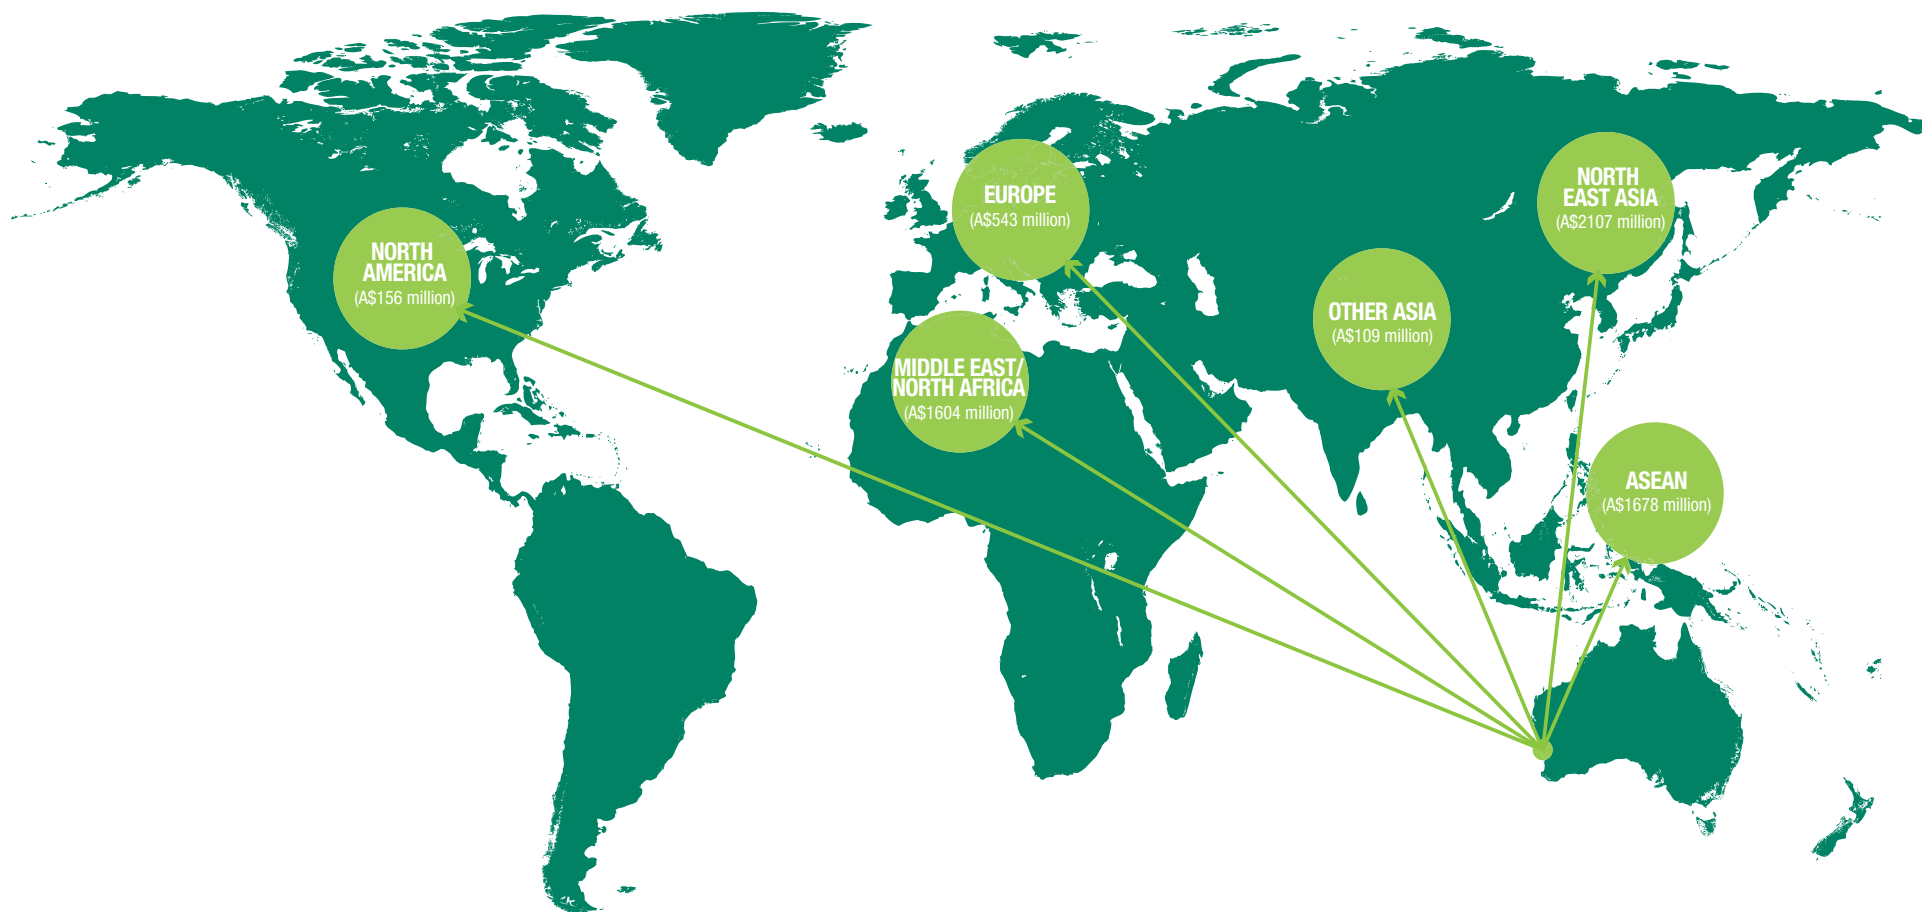 NORTH
AMERICA
(A$156 million)
EUROPE
(A$543 million)
MIDDLE EAST/
NORTH AFRICA
(A$1604 million)
OTHER ASIA
(A$109 million)
NORTH
EAST ASIA
(A$2107 million)
ASEAN
(A$1678 million)